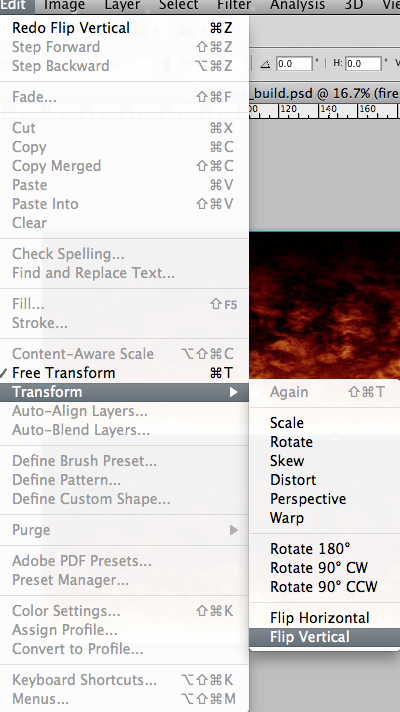 Edit Image Layer Select Filter Analysis 3D
Redo Flip Vertical ⌘Z
Step Forward ⇧⌘Z
Step Backward ⌥⌘Z
0.0 ° H: 0.0 °
Fade... ⇧⌘F
_build.psd @ 16.7% (fire
120 140 160 180 200
Cut ⌘X
Copy ⌘C
Copy Merged ⇧⌘C
Paste ⌘V
Paste Into ⇧⌘V
Clear
Check Spelling...
Find and Replace Text...
Fill... ⇧F5
Stroke...
Content-Aware Scale ⌥⇧⌘C
✓ Free Transform ⌘T
Transform ▶
Again ⇧⌘T
Auto-Align Layers...
Auto-Blend Layers...
Scale
Rotate
Skew
Distort
Perspective
Warp
Define Brush Preset...
Define Pattern...
Define Custom Shape...
Purge ▶
Rotate 180°
Rotate 90° CW
Rotate 90° CCW
Adobe PDF Presets...
Preset Manager...
Flip Horizontal
Flip Vertical
Color Settings... ⇧⌘K
Assign Profile...
Convert to Profile...
Keyboard Shortcuts... ⌥⇧⌘K
Menus... ⌥⇧⌘M